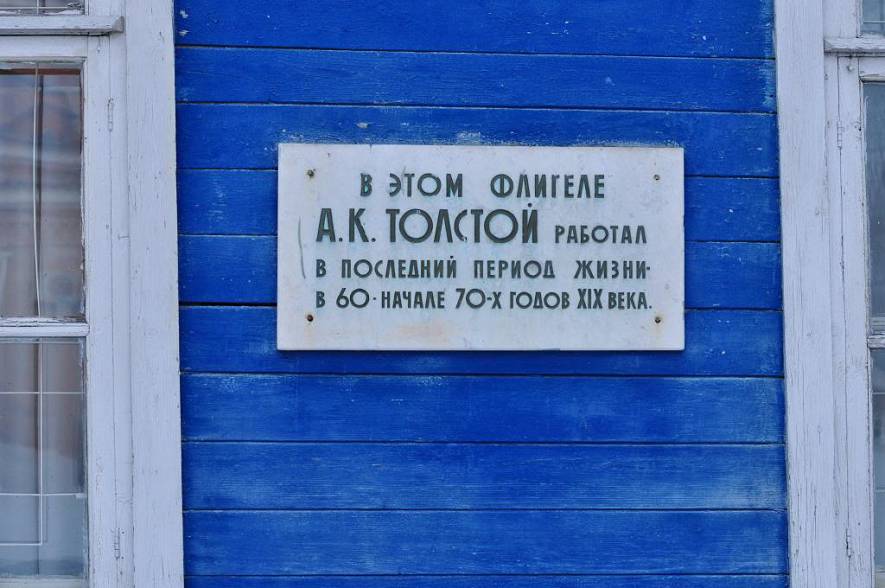 В ЭТОМ ФЛИГЕЛЕ
А.К. ТОЛСТОЙ РАБОТАЛ
В ПОСЛЕДНИЙ ПЕРИОД ЖИЗНИ-
В 60-НАЧАЛЕ 70-Х ГОДОВ XIX ВЕКА.